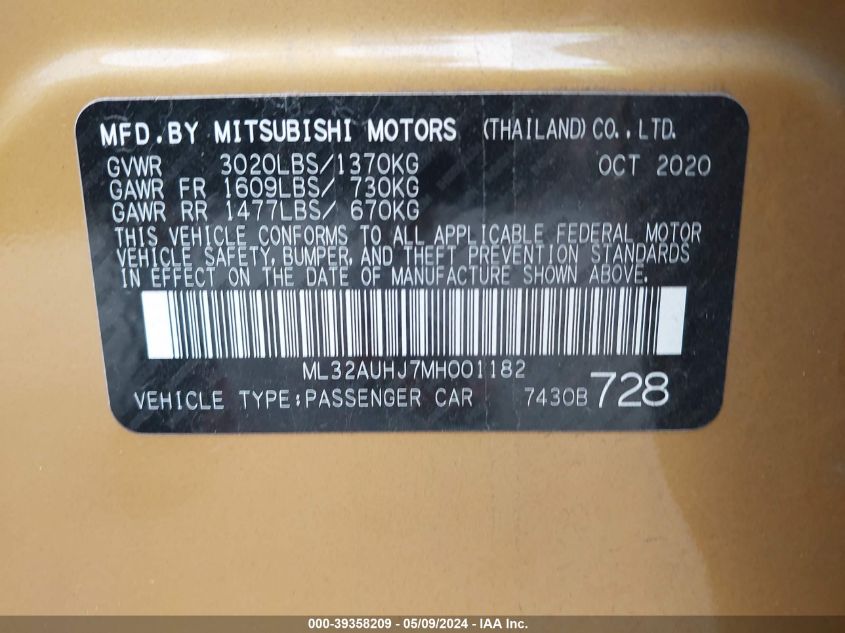 MFD.BY MITSUBISHI MOTORS (THAILAND)CO.,LTD.
GVWR 3020LBS/1370KG OCT 2020
GAWR FR 1609LBS/ 730KG
GAWR RR 1477LBS/ 670KG
THIS VEHICLE CONFORMS TO ALL APPLICABLE FEDERAL MOTOR
VEHICLE SAFETY, BUMPER, AND THEFT PREVENTION STANDARDS
IN EFFECT ON THE DATE OF MANUFACTURE SHOWN ABOVE.
ML32AUHJ7MH001182
VEHICLE TYPE:PASSENGER CAR 7430B 728
000-39358209 - 05/09/2024 - IAA Inc.